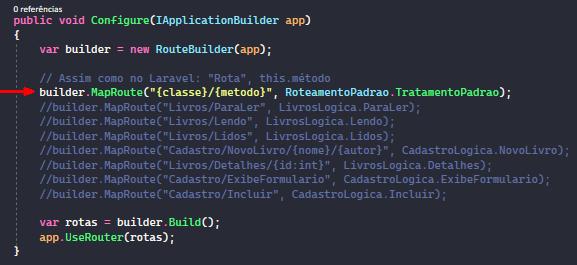 0 referências
public void Configure(IApplicationBuilder app)
{
var builder = new RouteBuilder(app);
// Assim como no Laravel: "Rota", this.método
builder.MapRoute("{classe}/{metodo}", RoteamentoPadrao.TratamentoPadrao);
//builder.MapRoute("Livros/ParaLer", LivrosLogica.ParaLer);
//builder.MapRoute("Livros/Lendo", LivrosLogica.Lendo);
//builder.MapRoute("Livros/Lidos", LivrosLogica.Lidos);
//builder.MapRoute("Cadastro/NovoLivro/{nome}/{autor}", CadastroLogica.NovoLivro);
//builder.MapRoute("Livros/Detalhes/{id:int}", LivrosLogica.Detalhes);
//builder.MapRoute("Cadastro/ExibeFormulario", CadastroLogica.ExibeFormulario);
//builder.MapRoute("Cadastro/Incluir", CadastroLogica.Incluir);
var rotas = builder.Build();
app.UseRouter(rotas);
}